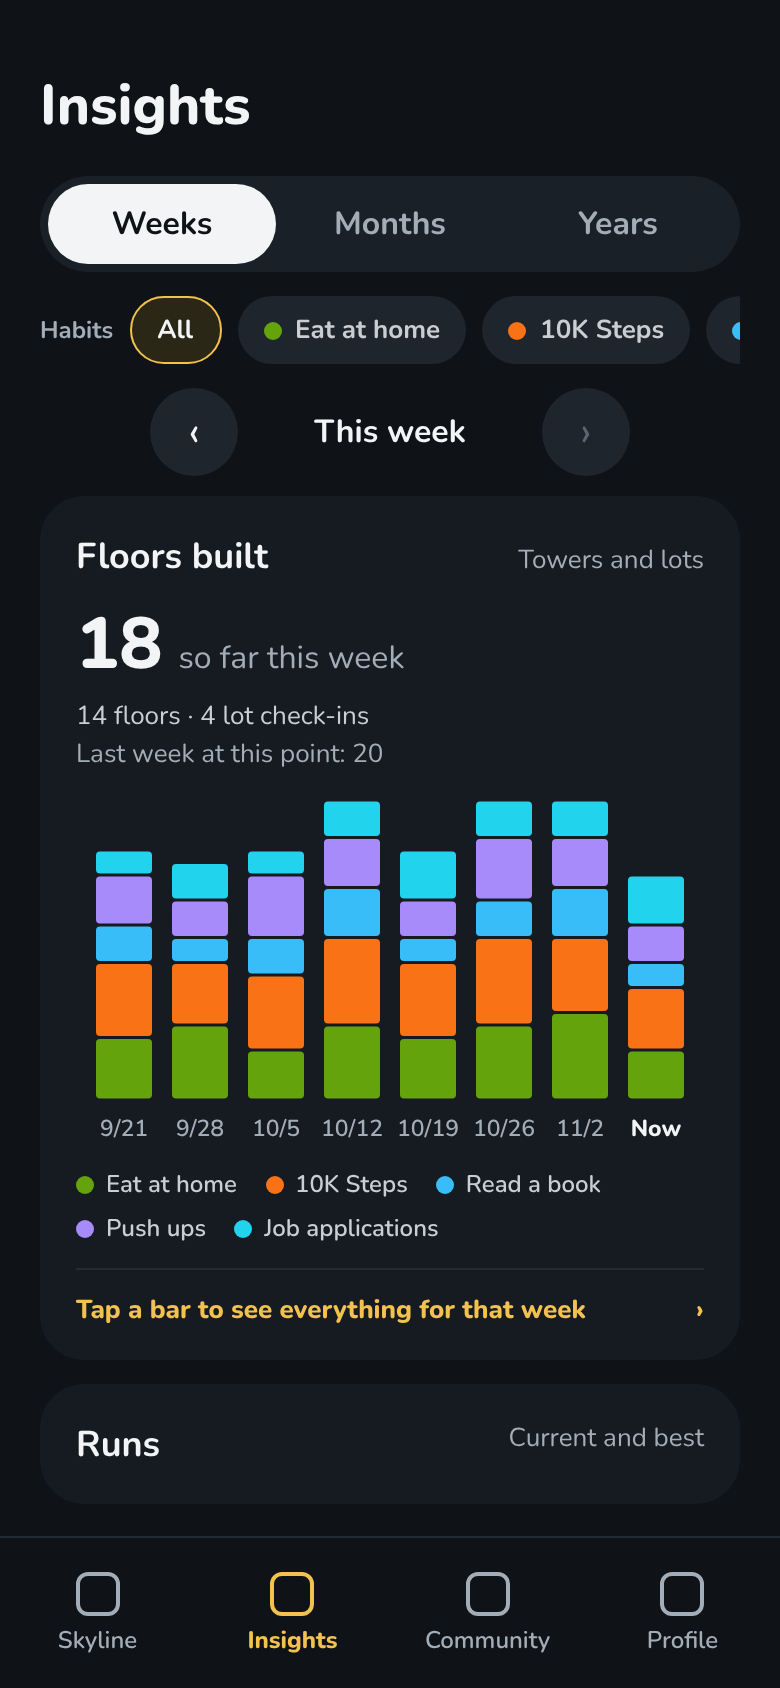 Insights
Weeks Months Years
Habits All Eat at home 10K Steps
‹ This week ›
Floors built Towers and lots
18 so far this week
14 floors · 4 lot check-ins
Last week at this point: 20
9/21 9/28 10/5 10/12 10/19 10/26 11/2 Now
Eat at home 10K Steps Read a book
Push ups Job applications
Tap a bar to see everything for that week ›
Runs Current and best
Skyline Insights Community Profile